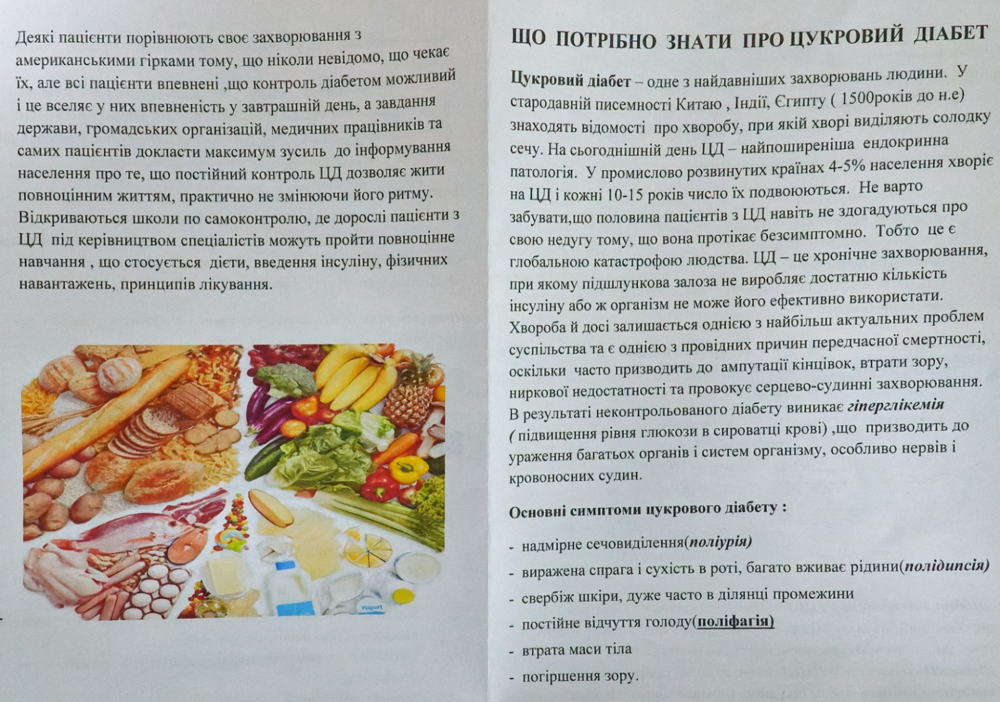 Деякі пацієнти порівнюють своє захворювання з
американськими гірками тому, що ніколи невідомо, що чекає
їх, але всі пацієнти впевнені ,що контроль діабетом можливий
і це вселяє у них впевненість у завтрашній день, а завдання
держави, громадських організацій, медичних працівників та
самих пацієнтів докласти максимум зусиль до інформування
населення про те, що постійний контроль ЦД дозволяє жити
повноцінним життям, практично не змінюючи його ритму.
Відкриваються школи по самоконтролю, де дорослі пацієнти з
ЦД під керівництвом спеціалістів можуть пройти повноцінне
навчання , що стосується дієти, введення інсуліну, фізичних
навантажень, принципів лікування.
Yogurt
ЩО ПОТРІБНО ЗНАТИ ПРО ЦУКРОВИЙ ДІАБЕТ
Цукровий діабет – одне з найдавніших захворювань людини. У
стародавній писемності Китаю , Індії, Єгипту ( 1500років до н.е)
знаходять відомості про хворобу, при якій хворі виділяють солодку
сечу. На сьогоднішній день ЦД – найпоширеніша ендокринна
патологія. У промислово розвинутих країнах 4-5% населення хворіє
на ЦД і кожні 10-15 років число їх подвоюються. Не варто
забувати,що половина пацієнтів з ЦД навіть не здогадуються про
свою недугу тому, що вона протікає безсимптомно. Тобто це є
глобальною катастрофою людства. ЦД – це хронічне захворювання,
при якому підшлункова залоза не виробляє достатню кількість
інсуліну або ж організм не може його ефективно використати.
Хвороба й досі залишається однією з найбільш актуальних проблем
суспільства та є однією з провідних причин передчасної смертності,
оскільки часто призводить до ампутації кінцівок, втрати зору,
ниркової недостатності та провокує серцево-судинні захворювання.
В результаті неконтрольованого діабету виникає гіперглікемія
( підвищення рівня глюкози в сироватці крові) ,що призводить до
ураження багатьох органів і систем організму, особливо нервів і
кровоносних судин.
Основні симптоми цукрового діабету :
- надмірне сечовиділення(поліурія)
- виражена спрага і сухість в роті, багато вживає рідини(полідипсія)
- свербіж шкіри, дуже часто в ділянці промежини
- постійне відчуття голоду(поліфагія)
- втрата маси тіла
- погіршення зору.